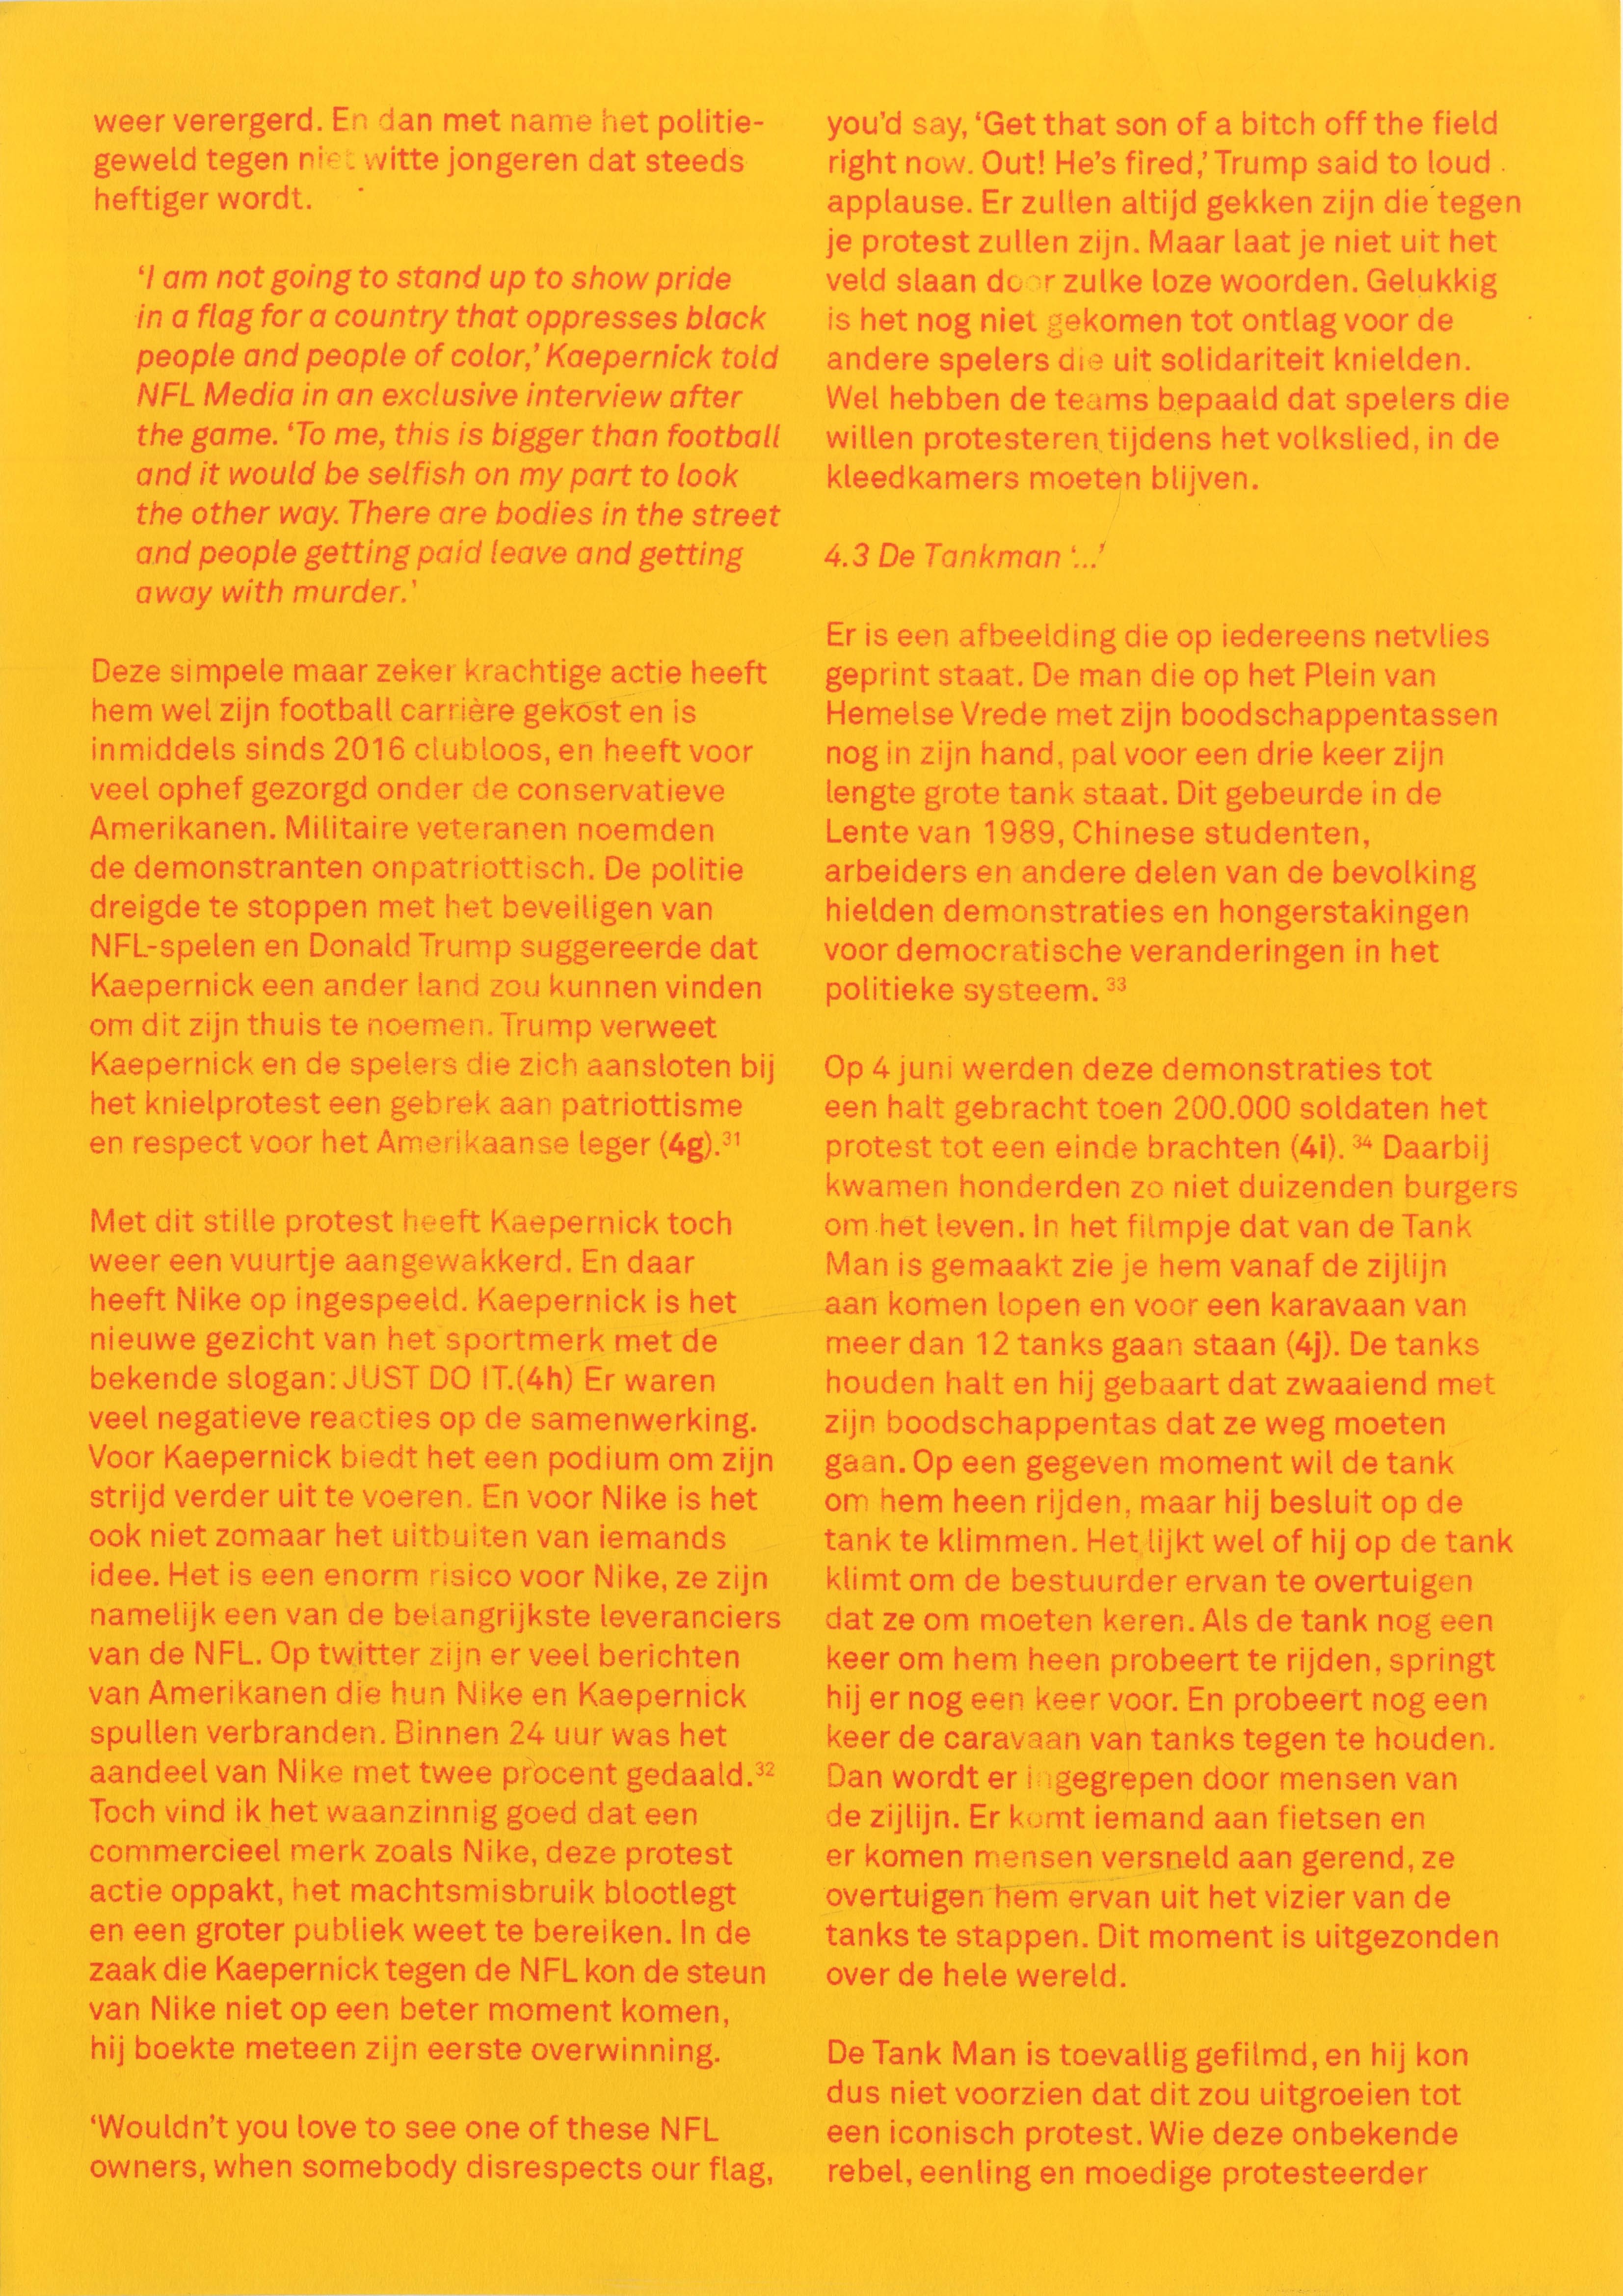 weer verergerd. En dan met name het politie-
geweld tegen niet witte jongeren dat steeds
heftiger wordt.
‘I am not going to stand up to show pride
in a flag for a country that oppresses black
people and people of color,’ Kaepernick told
NFL Media in an exclusive interview after
the game. ‘To me, this is bigger than football
and it would be selfish on my part to look
the other way. There are bodies in the street
and people getting paid leave and getting
away with murder.’
Deze simpele maar zeker krachtige actie heeft
hem wel zijn football carrière gekost en is
inmiddels sinds 2016 clubloos, en heeft voor
veel ophef gezorgd onder de conservatieve
Amerikanen. Militaire veteranen noemden
de demonstranten onpatriottisch. De politie
dreigde te stoppen met het beveiligen van
NFL-spelen en Donald Trump suggereerde dat
Kaepernick een ander land zou kunnen vinden
om dit zijn thuis te noemen. Trump verweet
Kaepernick en de spelers die zich aansloten bij
het knielprotest een gebrek aan patriottisme
en respect voor het Amerikaanse leger (4g).³¹
Met dit stille protest heeft Kaepernick toch
weer een vuurtje aangewakkerd. En daar
heeft Nike op ingespeeld. Kaepernick is het
nieuwe gezicht van het sportmerk met de
bekende slogan: JUST DO IT.(4h) Er waren
veel negatieve reacties op de samenwerking.
Voor Kaepernick biedt het een podium om zijn
strijd verder uit te voeren. En voor Nike is het
ook niet zomaar het uitbuiten van iemands
idee. Het is een enorm risico voor Nike, ze zijn
namelijk een van de belangrijkste leveranciers
van de NFL. Op twitter zijn er veel berichten
van Amerikanen die hun Nike en Kaepernick
spullen verbranden. Binnen 24 uur was het
aandeel van Nike met twee procent gedaald.³²
Toch vind ik het waanzinnig goed dat een
commercieel merk zoals Nike, deze protest
actie oppakt, het machtsmisbruik blootlegt
en een groter publiek weet te bereiken. In de
zaak die Kaepernick tegen de NFL kon de steun
van Nike niet op een beter moment komen,
hij boekte meteen zijn eerste overwinning.
‘Wouldn’t you love to see one of these NFL
owners, when somebody disrespects our flag,
you’d say, ‘Get that son of a bitch off the field
right now. Out! He’s fired,’ Trump said to loud
applause. Er zullen altijd gekken zijn die tegen
je protest zullen zijn. Maar laat je niet uit het
veld slaan door zulke loze woorden. Gelukkig
is het nog niet gekomen tot ontlag voor de
andere spelers die uit solidariteit knielden.
Wel hebben de teams bepaald dat spelers die
willen protesteren tijdens het volkslied, in de
kleedkamers moeten blijven.
4.3 De Tankman ‘...’
Er is een afbeelding die op iedereens netvlies
geprint staat. De man die op het Plein van
Hemelse Vrede met zijn boodschappentassen
nog in zijn hand, pal voor een drie keer zijn
lengte grote tank staat. Dit gebeurde in de
Lente van 1989, Chinese studenten,
arbeiders en andere delen van de bevolking
hielden demonstraties en hongerstakingen
voor democratische veranderingen in het
politieke systeem. ³³
Op 4 juni werden deze demonstraties tot
een halt gebracht toen 200.000 soldaten het
protest tot een einde brachten (4i). ³⁴ Daarbij
kwamen honderden zo niet duizenden burgers
om het leven. In het filmpje dat van de Tank
Man is gemaakt zie je hem vanaf de zijlijn
aan komen lopen en voor een karavaan van
meer dan 12 tanks gaan staan (4j). De tanks
houden halt en hij gebaart dat zwaaiend met
zijn boodschappentas dat ze weg moeten
gaan. Op een gegeven moment wil de tank
om hem heen rijden, maar hij besluit op de
tank te klimmen. Het lijkt wel of hij op de tank
klimt om de bestuurder ervan te overtuigen
dat ze om moeten keren. Als de tank nog een
keer om hem heen probeert te rijden, springt
hij er nog een keer voor. En probeert nog een
keer de caravaan van tanks tegen te houden.
Dan wordt er ingegrepen door mensen van
de zijlijn. Er komt iemand aan fietsen en
er komen mensen versneld aan gerend, ze
overtuigen hem ervan uit het vizier van de
tanks te stappen. Dit moment is uitgezonden
over de hele wereld.
De Tank Man is toevallig gefilmd, en hij kon
dus niet voorzien dat dit zou uitgroeien tot
een iconisch protest. Wie deze onbekende
rebel, eenling en moedige protesteerder